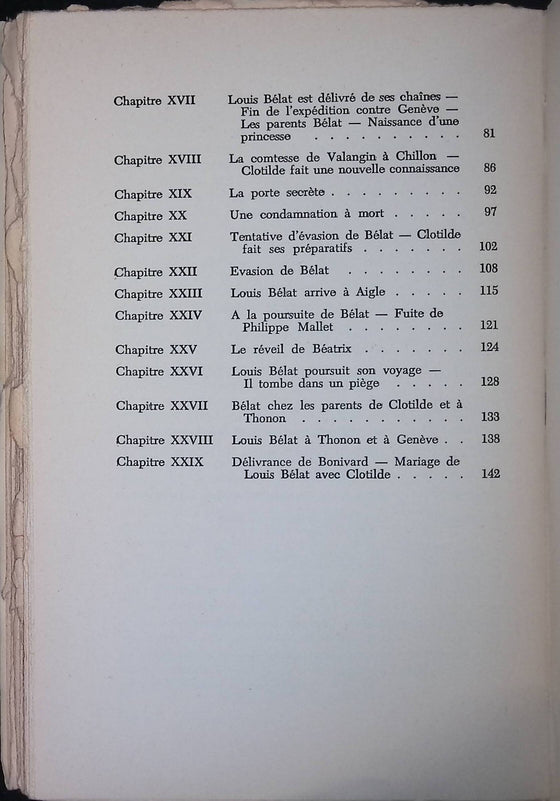 Chapitre XVII Louis Bélat est délivré de ses chaînes —
Fin de l'expédition contre Genève —
Les parents Bélat — Naissance d'une
princesse . . . . . . . . . . 81
Chapitre XVIII La comtesse de Valangin à Chillon —
Clotilde fait une nouvelle connaissance 86
Chapitre XIX La porte secrète . . . . . . . . . 92
Chapitre XX Une condamnation à mort . . . . . 97
Chapitre XXI Tentative d'évasion de Bélat — Clotilde
fait ses préparatifs . . . . . . . 102
Chapitre XXII Evasion de Bélat . . . . . . . . 108
Chapitre XXIII Louis Bélat arrive à Aigle . . . . . 115
Chapitre XXIV A la poursuite de Bélat — Fuite de
Philippe Mallet . . . . . . . . 121
Chapitre XXV Le réveil de Béatrix . . . . . . . 124
Chapitre XXVI Louis Bélat poursuit son voyage —
Il tombe dans un piège . . . . . 128
Chapitre XXVII Bélat chez les parents de Clotilde et à
Thonon . . . . . . . . . . . 133
Chapitre XXVIII Louis Bélat à Thonon et à Genève . . 138
Chapitre XXIX Délivrance de Bonivard — Mariage de
Louis Bélat avec Clotilde . . . . . 142